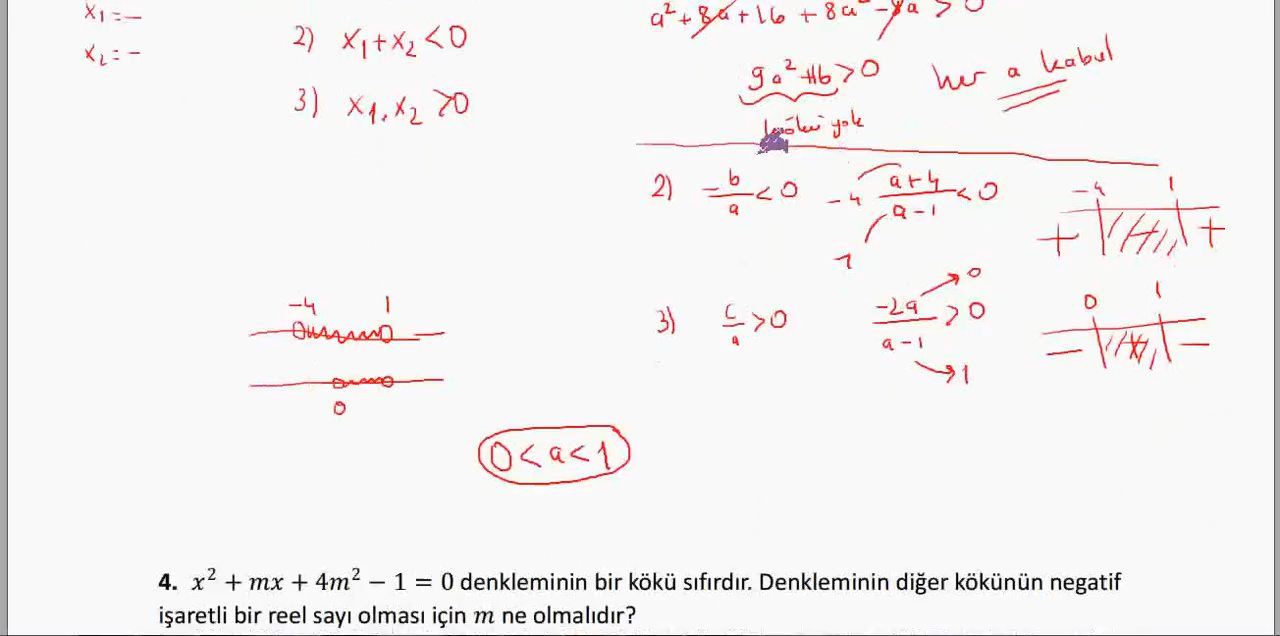 x₁ = −
x₂ = −
2) x₁ + x₂ < 0
3) x₁ . x₂ > 0
a² + 8a + 16 + 8a² − 8a > 0
9a² + 16 > 0 her a kabul
kökü yok
2) −b/a < 0 −4 (a+4)/(a−1) < 0 −4 1
1 + +
3) c/a > 0 −2a/(a−1) > 0 0 0 1
1 − −
−4 1
0
0 < a < 1
4. x² + mx + 4m² − 1 = 0 denkleminin bir kökü sıfırdır. Denkleminin diğer kökünün negatif
işaretli bir reel sayı olması için m ne olmalıdır?